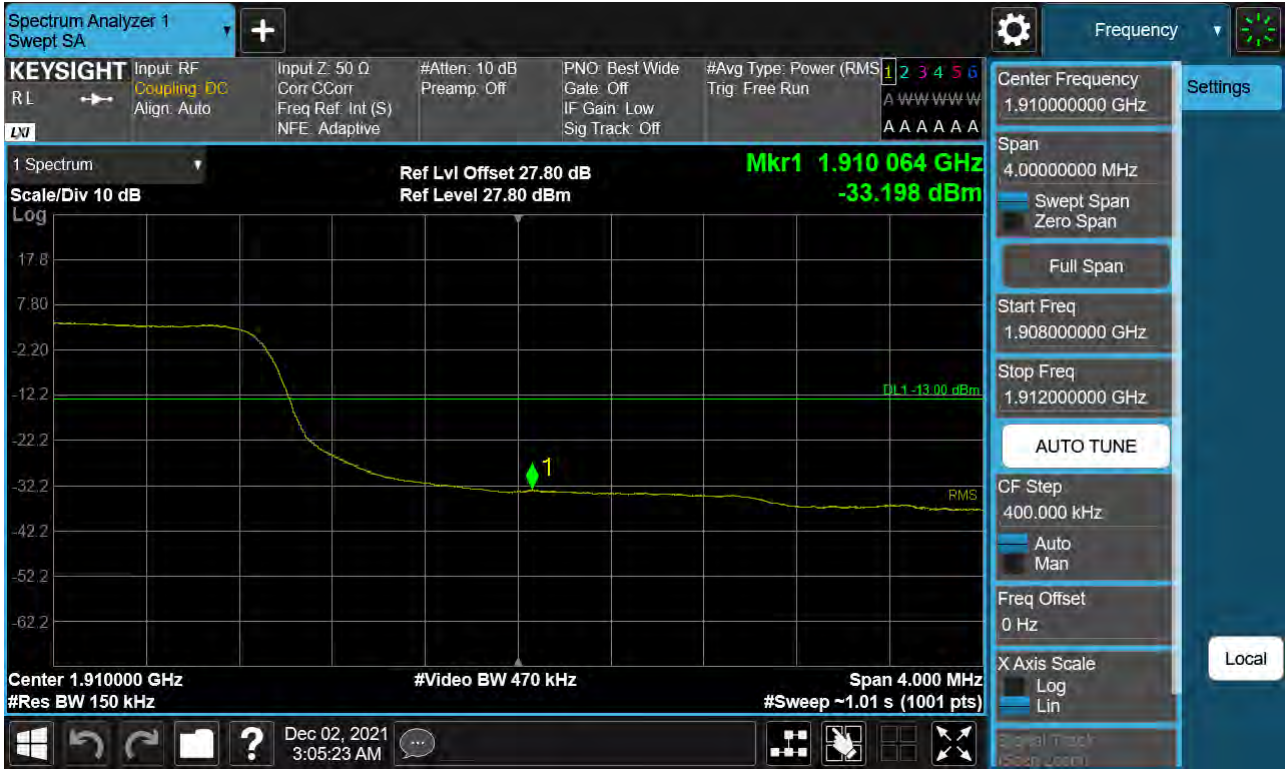 Spectrum Analyzer 1
Swept SA
Frequency
KEYSIGHT
R L
LXI
Input: RF
Coupling: DC
Align: Auto
Input Z: 50 Ω
Corr CCorr
Freq Ref: Int (S)
NFE: Adaptive
#Atten: 10 dB
Preamp: Off
PNO: Best Wide
Gate: Off
IF Gain: Low
Sig Track: Off
#Avg Type: Power (RMS
Trig: Free Run
1 2 3 4 5 6
A W W W W W
A A A A A A
1 Spectrum
Scale/Div 10 dB
Log
Ref Lvl Offset 27.80 dB
Ref Level 27.80 dBm
Mkr1 1.910 064 GHz
-33.198 dBm
17.8
7.80
-2.20
-12.2
-22.2
-32.2
-42.2
-52.2
-62.2
DL1 -13.00 dBm
1
RMS
Center 1.910000 GHz
#Res BW 150 kHz
#Video BW 470 kHz
Span 4.000 MHz
#Sweep ~1.01 s (1001 pts)
Center Frequency
1.910000000 GHz
Settings
Span
4.00000000 MHz
Swept Span
Zero Span
Full Span
Start Freq
1.908000000 GHz
Stop Freq
1.912000000 GHz
AUTO TUNE
CF Step
400.000 kHz
Auto
Man
Freq Offset
0 Hz
X Axis Scale
Log
Lin
Local
Signal Track
(Span Zoom)
?
Dec 02, 2021
3:05:23 AM